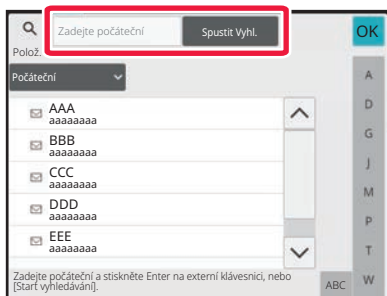 Zadejte počáteční
Spustit Vyhl.
OK
Polož.
Počáteční
AAA
aaaaaaaa
BBB
aaaaaaaa
CCC
aaaaaaaa
DDD
aaaaaaaa
EEE
aaaaaaaa
A
D
G
J
M
P
T
W
Zadejte počáteční a stiskněte Enter na externí klávesnici, nebo
[Start vyhledávání].
ABC